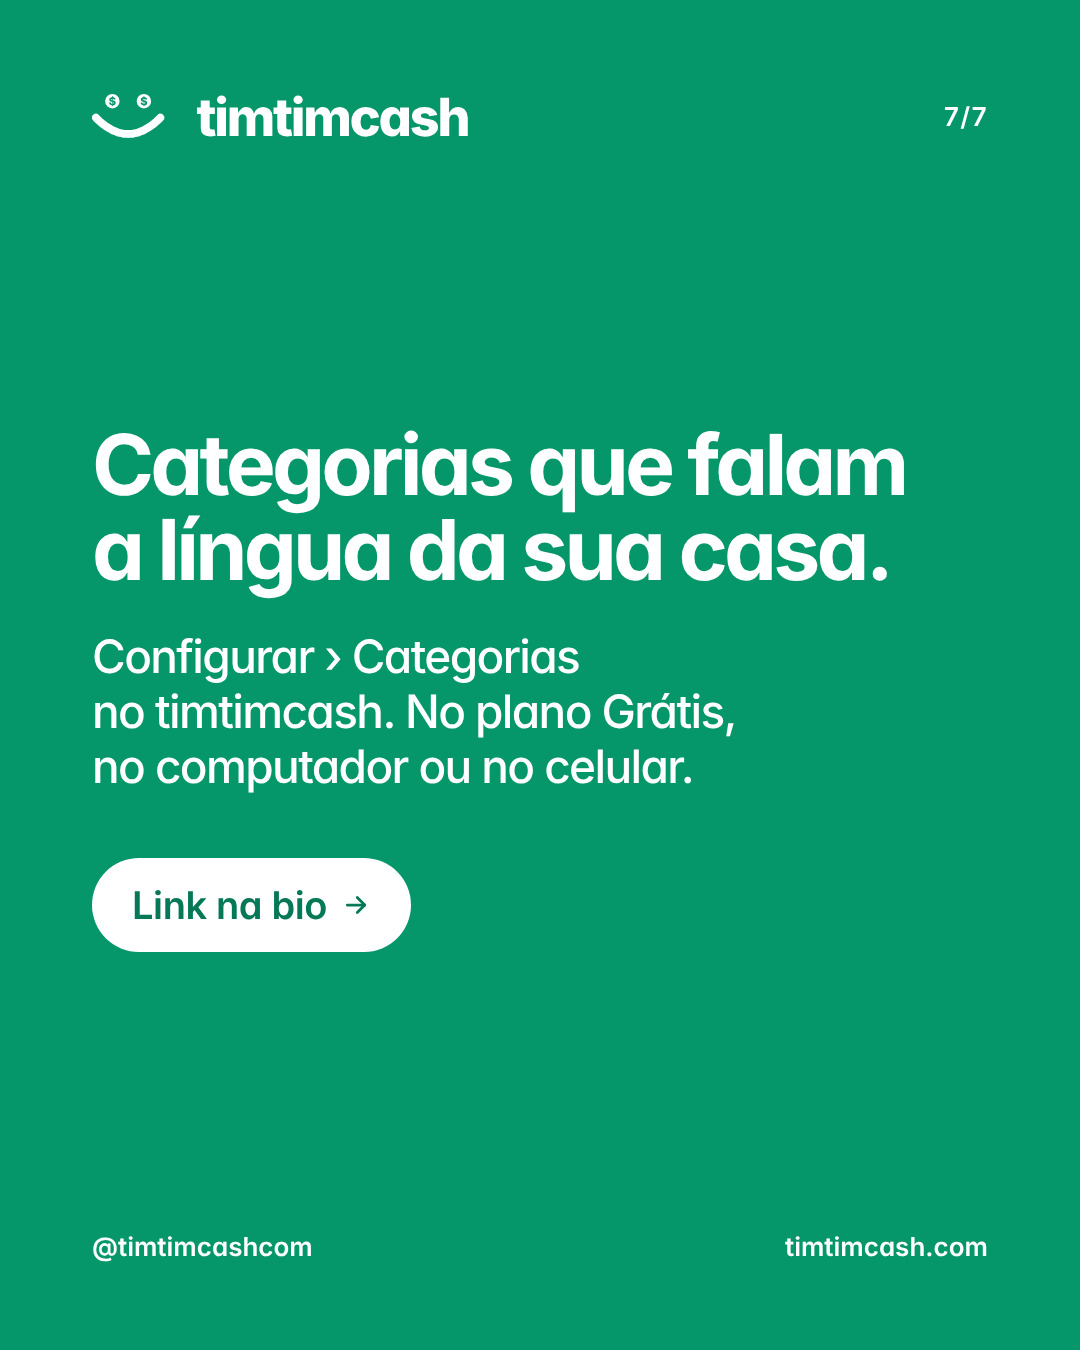 timtimcash
7/7
Categorias que falam
a língua da sua casa.
Configurar › Categorias
no timtimcash. No plano Grátis,
no computador ou no celular.
Link na bio →
@timtimcashcom
timtimcash.com